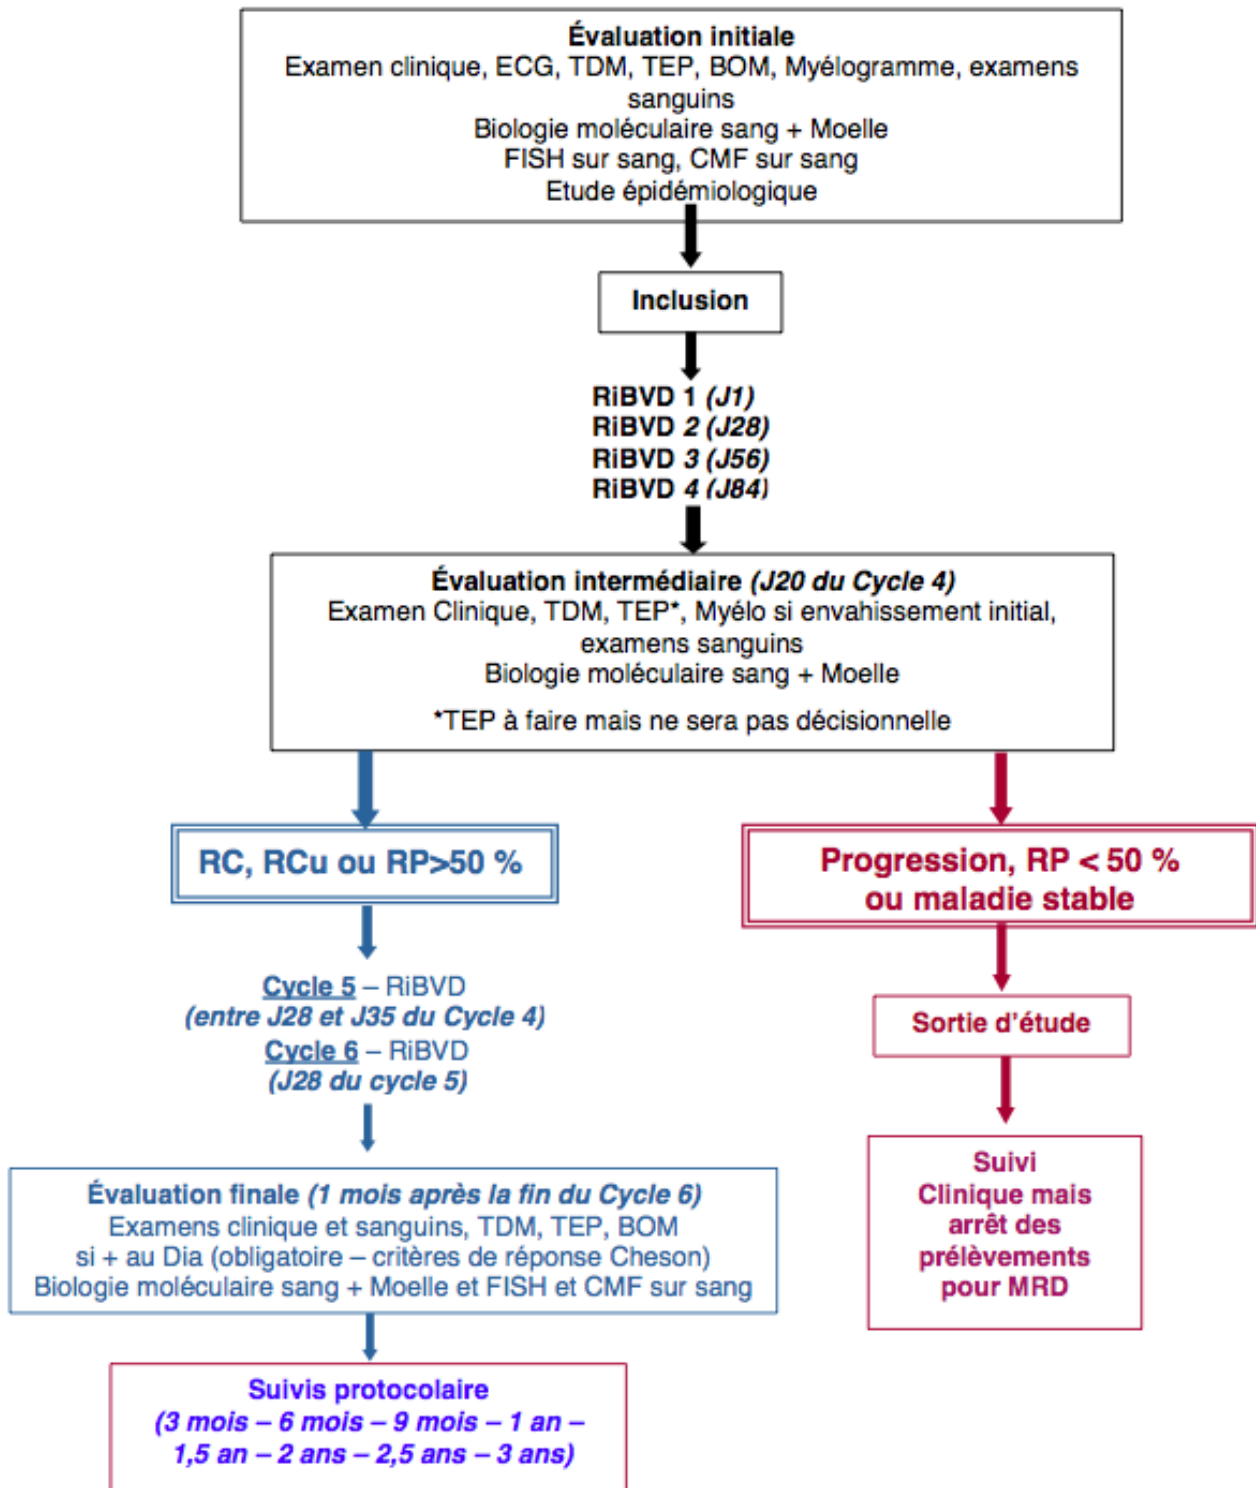 Évaluation initiale
Examen clinique, ECG, TDM, TEP, BOM, Myélogramme, examens
sanguins
Biologie moléculaire sang + Moelle
FISH sur sang, CMF sur sang
Etude épidémiologique
Inclusion
RiBVD 1 (J1)
RiBVD 2 (J28)
RiBVD 3 (J56)
RiBVD 4 (J84)
Évaluation intermédiaire (J20 du Cycle 4)
Examen Clinique, TDM, TEP*, Myélo si envahissement initial,
examens sanguins
Biologie moléculaire sang + Moelle
*TEP à faire mais ne sera pas décisionnelle
RC, RCu ou RP>50 %
Cycle 5 – RiBVD
(entre J28 et J35 du Cycle 4)
Cycle 6 – RiBVD
(J28 du cycle 5)
Évaluation finale (1 mois après la fin du Cycle 6)
Examens clinique et sanguins, TDM, TEP, BOM
si + au Dia (obligatoire – critères de réponse Cheson)
Biologie moléculaire sang + Moelle et FISH et CMF sur sang
Suivis protocolaire
(3 mois – 6 mois – 9 mois – 1 an –
1,5 an – 2 ans – 2,5 ans – 3 ans)
Progression, RP < 50 %
ou maladie stable
Sortie d'étude
Suivi
Clinique mais
arrêt des
prélèvements
pour MRD